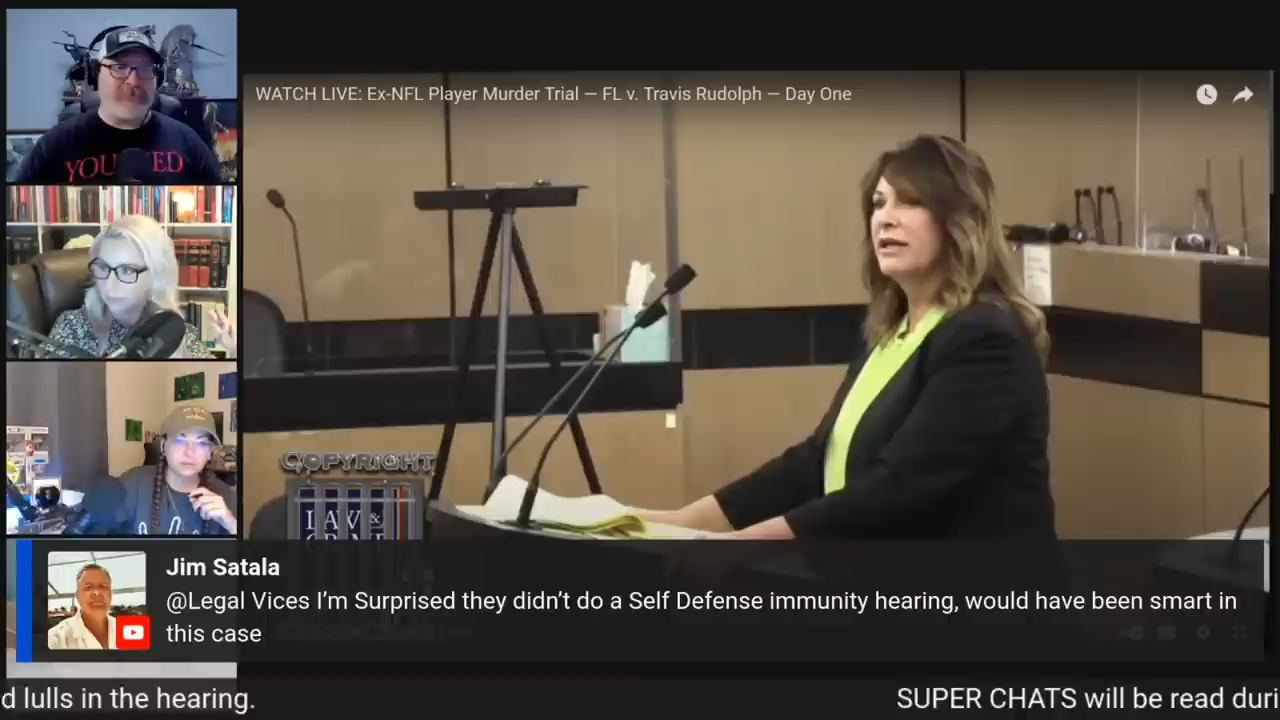 WATCH LIVE: Ex-NFL Player Murder Trial — FL v. Travis Rudolph — Day One
COPYRIGHT
LAW &
Jim Satala
@Legal Vices I’m Surprised they didn’t do a Self Defense immunity hearing, would have been smart in
this case
d lulls in the hearing.
SUPER CHATS will be read duri